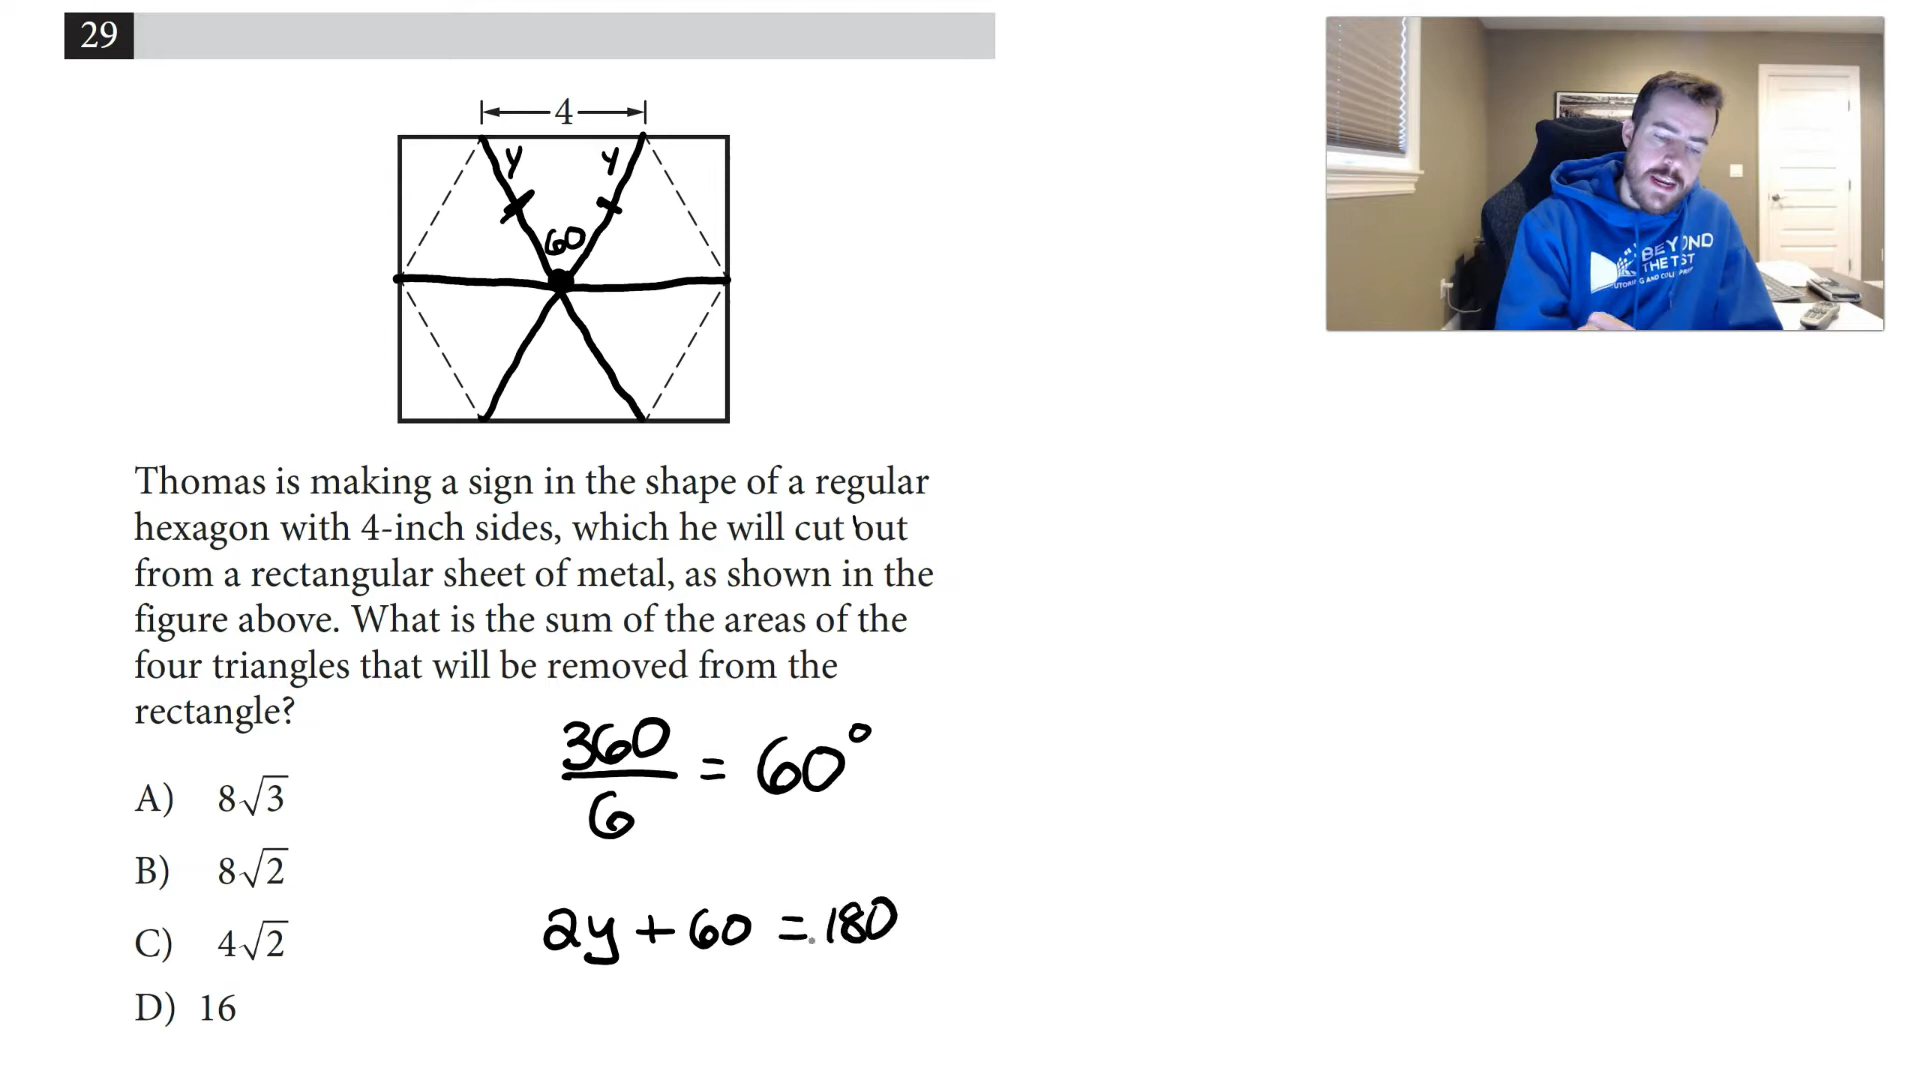 29
4
y y
60
Thomas is making a sign in the shape of a regular
hexagon with 4-inch sides, which he will cut out
from a rectangular sheet of metal, as shown in the
figure above. What is the sum of the areas of the
four triangles that will be removed from the
rectangle?
360/6 = 60°
A) 8√3
B) 8√2
2y + 60 = 180
C) 4√2
D) 16
BEYOND
THE T ST